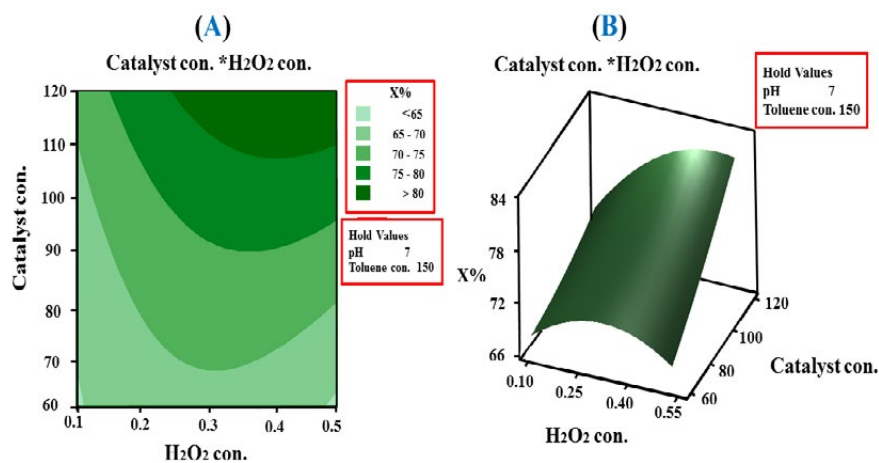 (A)
Catalyst con. *H2O2 con.
Catalyst con.
120
110
100
90
80
70
60
0.1 0.2 0.3 0.4 0.5
H2O2 con.
X%
<65
65 - 70
70 - 75
75 - 80
> 80
Hold Values
pH 7
Toluene con. 150
(B)
Catalyst con. *H2O2 con.
Hold Values
pH 7
Toluene con. 150
X%
84
78
72
66
0.10 0.25 0.40 0.55
H2O2 con.
60
80
100
120
Catalyst con.